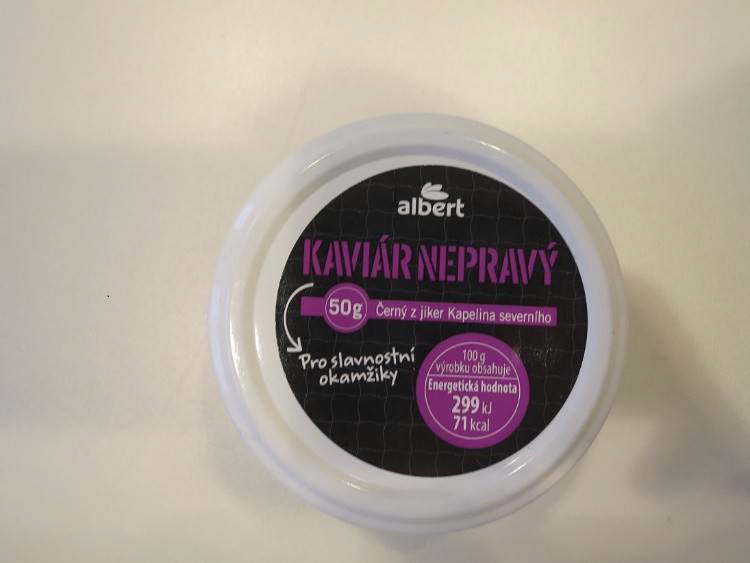 albert
KAVIÁR NEPRAVÝ
50g Černý z jiker Kapelina severního
Pro slavnostní
okamžiky
100 g
výrobku obsahuje
Energetická hodnota
299 kJ
71 kcal